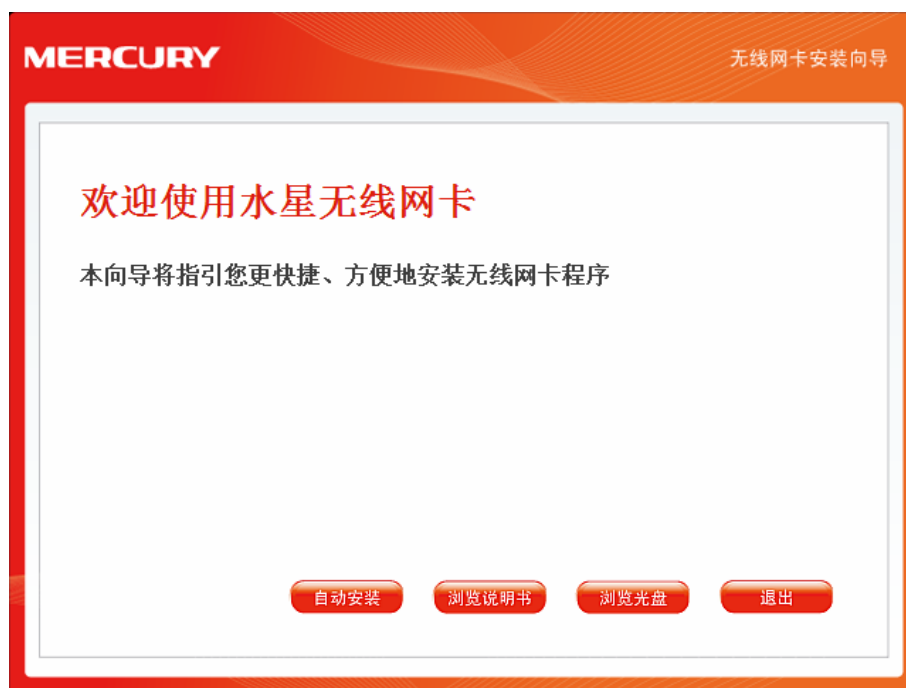 MERCURY
无线网卡安装向导
欢迎使用水星无线网卡
本向导将指引您更快捷、方便地安装无线网卡程序
自动安装
浏览说明书
浏览光盘
退出